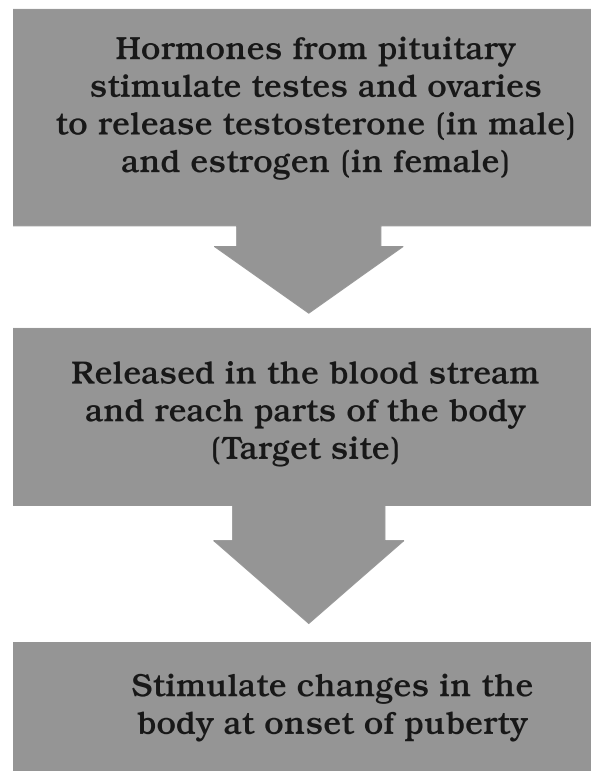 Hormones from pituitary
stimulate testes and ovaries
to release testosterone (in male)
and estrogen (in female)
Released in the blood stream
and reach parts of the body
(Target site)
Stimulate changes in the
body at onset of puberty